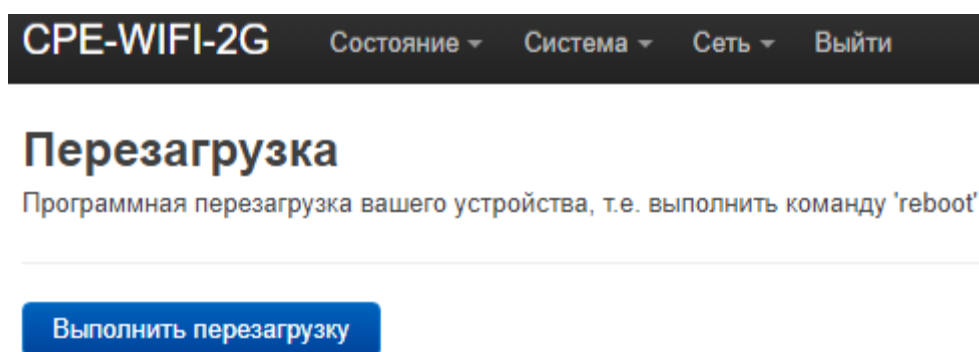 CPE-WIFI-2G Состояние Система Сеть Выйти
Перезагрузка
Программная перезагрузка вашего устройства, т.е. выполнить команду 'reboot'
Выполнить перезагрузку